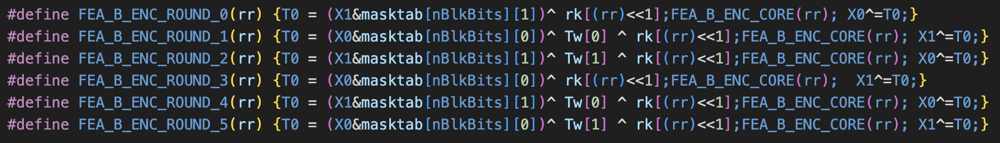 #define FEA_B_ENC_ROUND_0(rr) {T0 = (X1&masktab[nBlkBits][1])^ rk[(rr)<<1];FEA_B_ENC_CORE(rr); X0^=T0;}
#define FEA_B_ENC_ROUND_1(rr) {T0 = (X0&masktab[nBlkBits][0])^ Tw[0] ^ rk[(rr)<<1];FEA_B_ENC_CORE(rr); X1^=T0;}
#define FEA_B_ENC_ROUND_2(rr) {T0 = (X1&masktab[nBlkBits][1])^ Tw[1] ^ rk[(rr)<<1];FEA_B_ENC_CORE(rr); X0^=T0;}
#define FEA_B_ENC_ROUND_3(rr) {T0 = (X0&masktab[nBlkBits][0])^ rk[(rr)<<1];FEA_B_ENC_CORE(rr);  X1^=T0;}
#define FEA_B_ENC_ROUND_4(rr) {T0 = (X1&masktab[nBlkBits][1])^ Tw[0] ^ rk[(rr)<<1];FEA_B_ENC_CORE(rr); X0^=T0;}
#define FEA_B_ENC_ROUND_5(rr) {T0 = (X0&masktab[nBlkBits][0])^ Tw[1] ^ rk[(rr)<<1];FEA_B_ENC_CORE(rr); X1^=T0;}